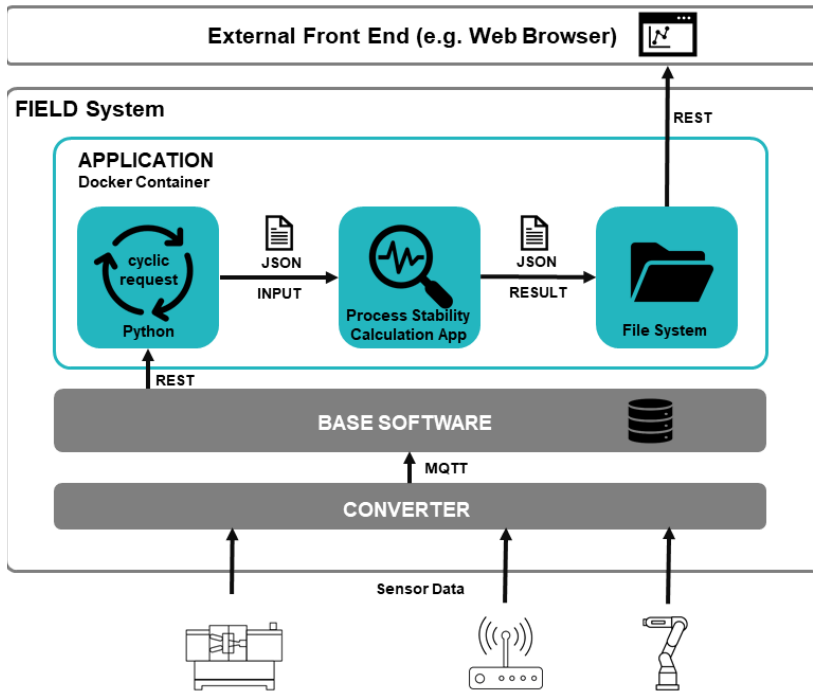 External Front End (e.g. Web Browser)
FIELD System
REST
APPLICATION
Docker Container
cyclic
request
Python
JSON
INPUT
Process Stability
Calculation App
JSON
RESULT
File System
REST
BASE SOFTWARE
MQTT
CONVERTER
Sensor Data